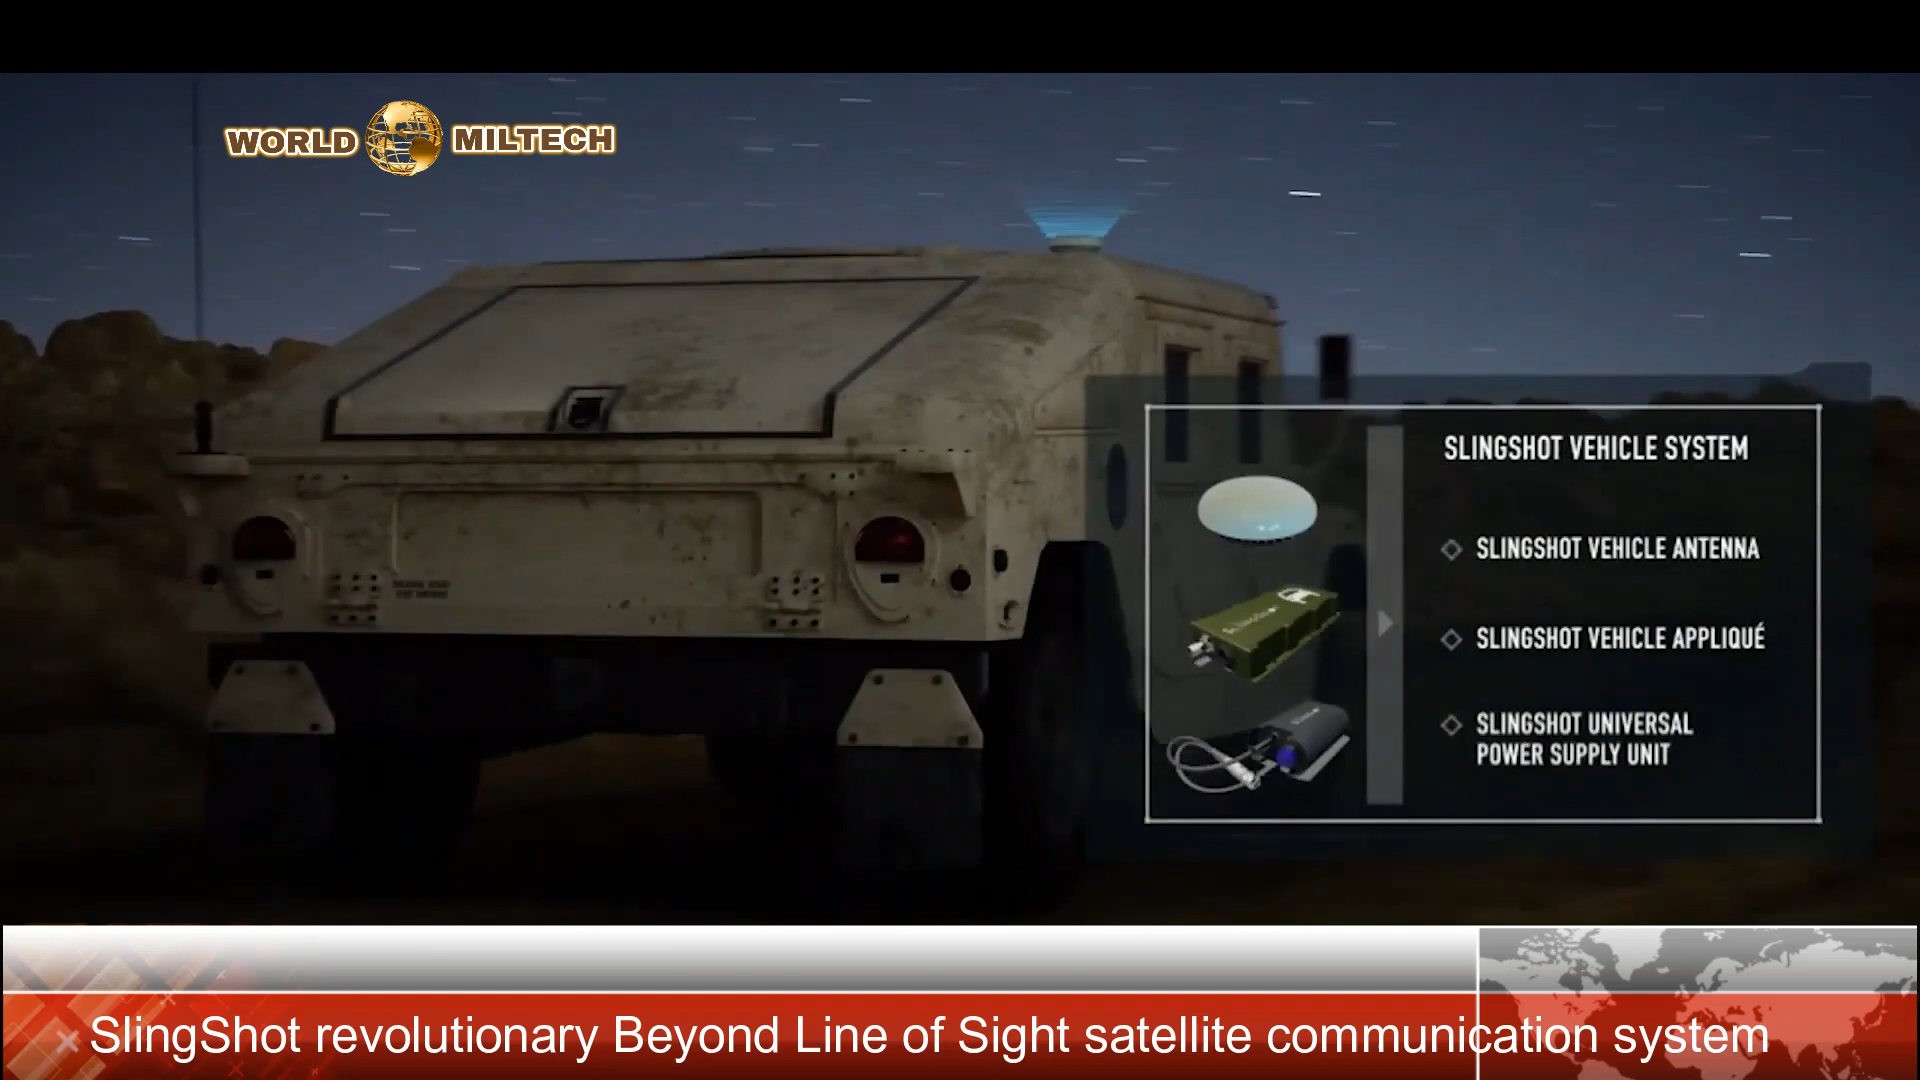 WORLD MILTECH
SLINGSHOT VEHICLE SYSTEM
SLINGSHOT VEHICLE ANTENNA
SLINGSHOT VEHICLE APPLIQUÉ
SLINGSHOT UNIVERSAL
POWER SUPPLY UNIT
SlingShot revolutionary Beyond Line of Sight satellite communication system